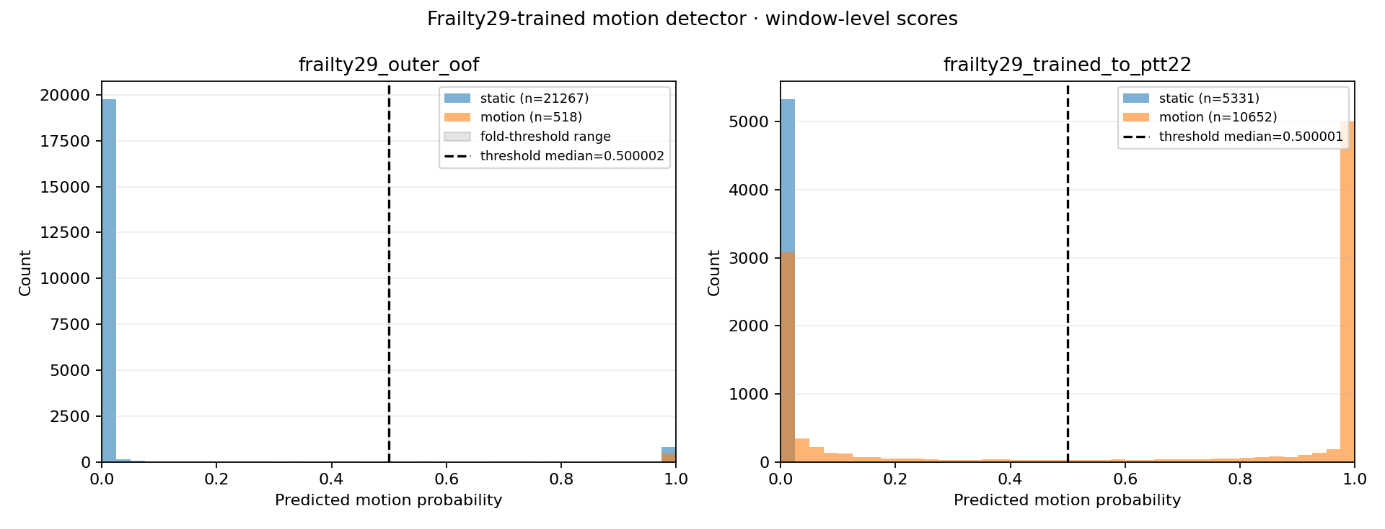 Frailty29-trained motion detector · window-level scores
frailty29_outer_oof
static (n=21267)
motion (n=518)
fold-threshold range
threshold median=0.500002
20000
17500
15000
12500
10000
7500
5000
2500
0
Count
0.0 0.2 0.4 0.6 0.8 1.0
Predicted motion probability
frailty29_trained_to_ptt22
static (n=5331)
motion (n=10652)
threshold median=0.500001
5000
4000
3000
2000
1000
0
Count
0.0 0.2 0.4 0.6 0.8 1.0
Predicted motion probability